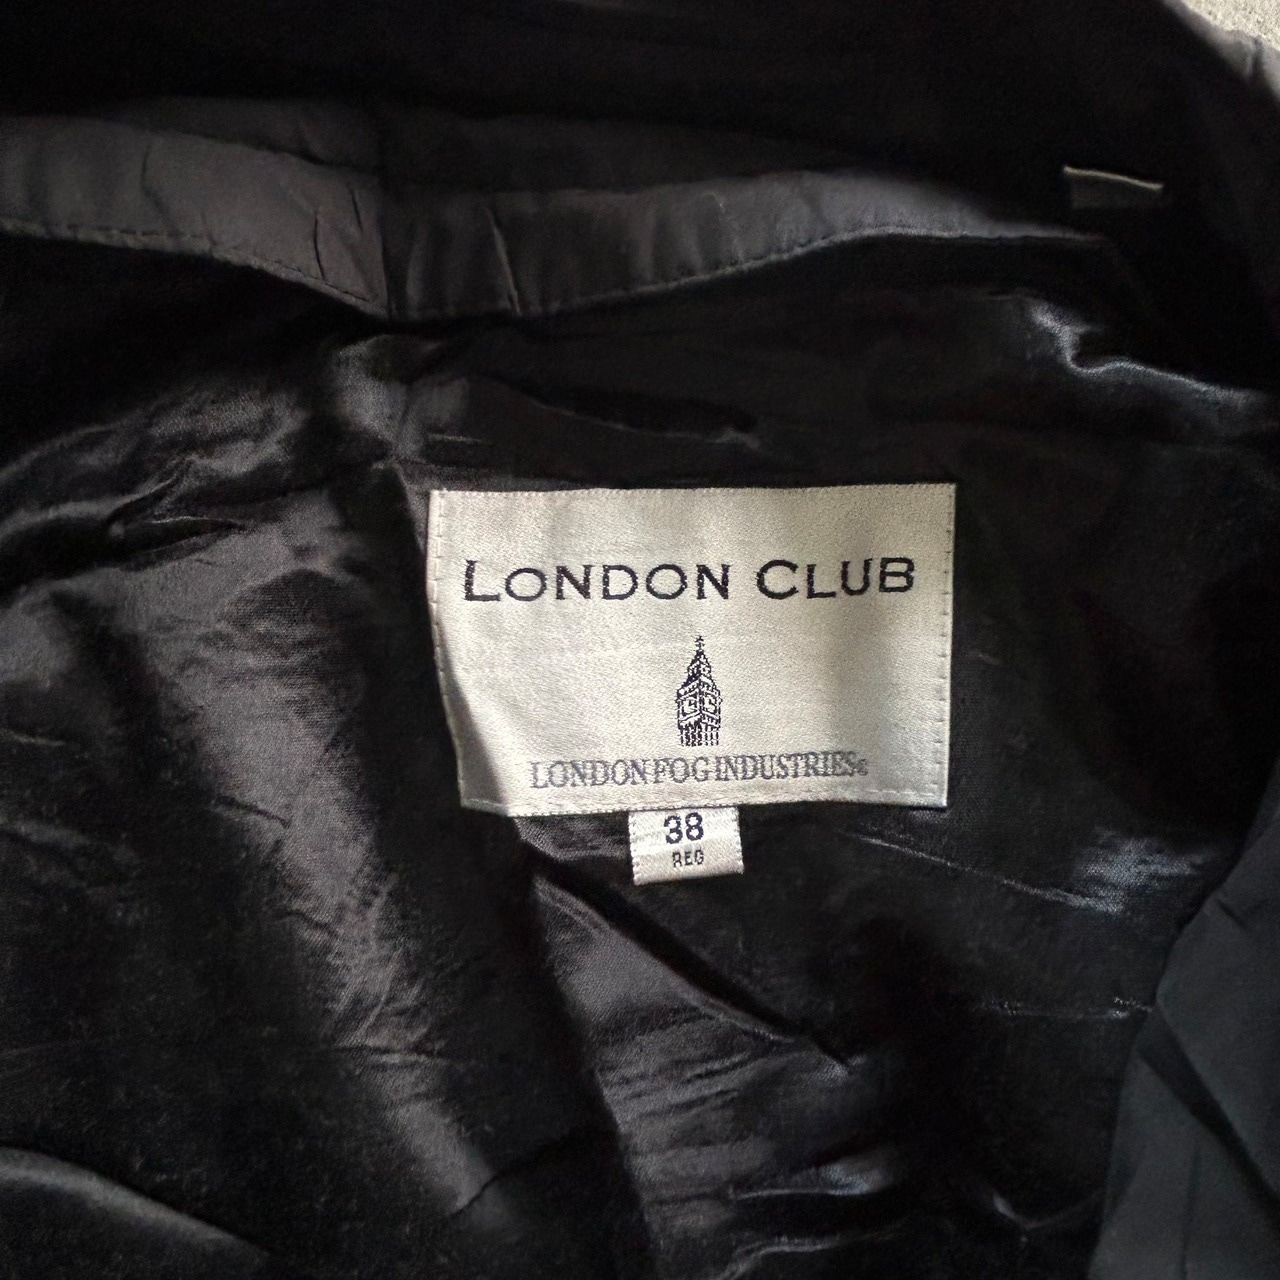 LONDON CLUB
LONDON FOG INDUSTRIES®
38
REG